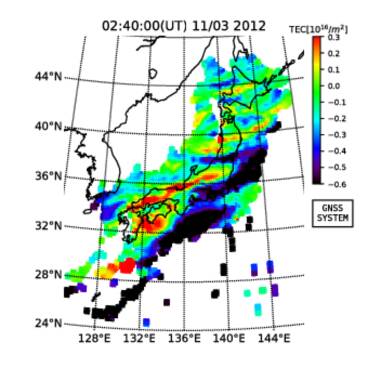 02:40:00(UT) 11/03 2012
TEC[10¹⁶/m²]
0.3
0.2
0.1
0.0
−0.1
−0.2
−0.3
−0.4
−0.5
−0.6
GNSS
SYSTEM
44°N
40°N
36°N
32°N
28°N
24°N
128°E 132°E 136°E 140°E 144°E